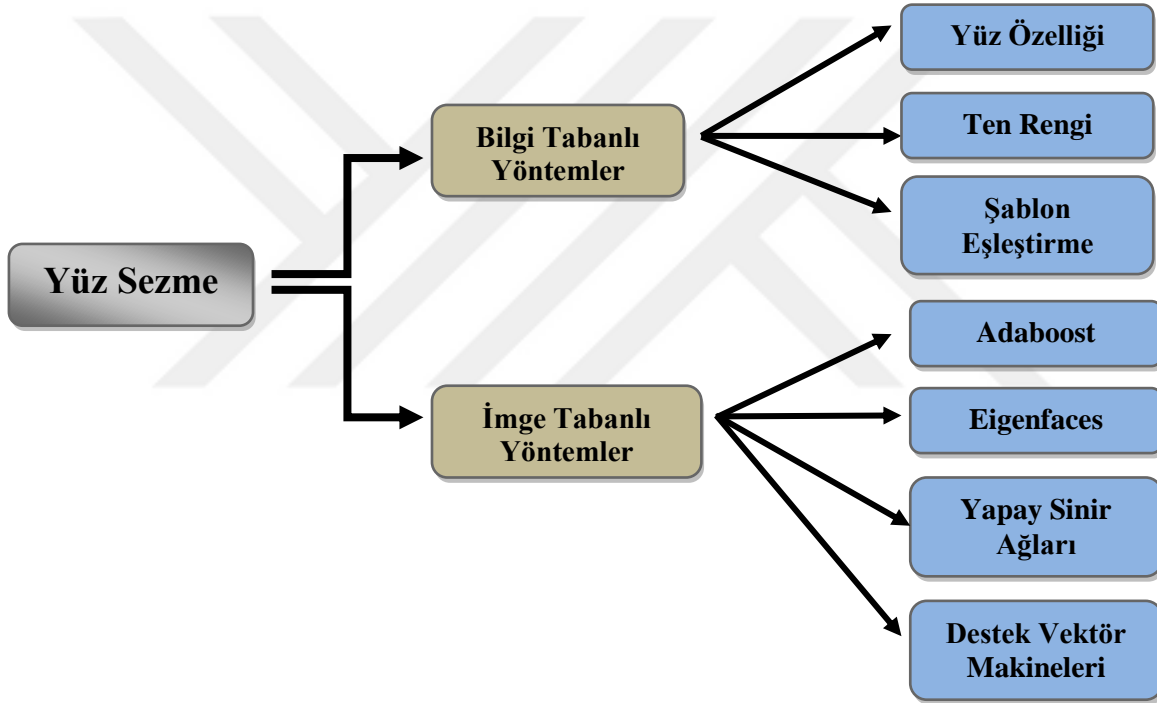 Yüz Sezme
Bilgi Tabanlı
Yöntemler
Yüz Özelliği
Ten Rengi
Şablon
Eşleştirme
İmge Tabanlı
Yöntemler
Adaboost
Eigenfaces
Yapay Sinir
Ağları
Destek Vektör
Makineleri